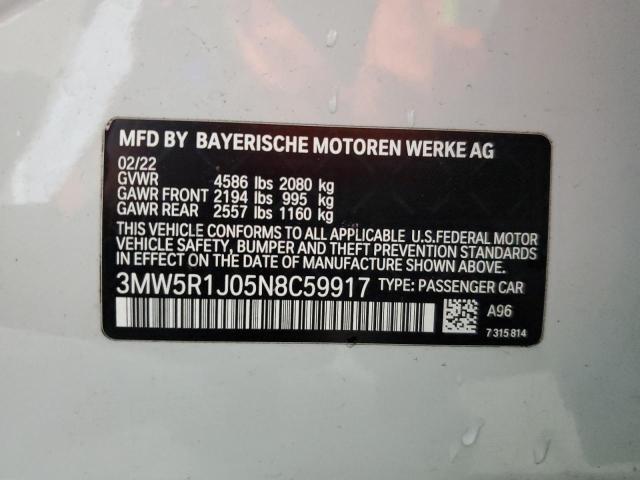 MFD BY BAYERISCHE MOTOREN WERKE AG
02/22
GVWR 4586 lbs 2080 kg
GAWR FRONT 2194 lbs 995 kg
GAWR REAR 2557 lbs 1160 kg
THIS VEHICLE CONFORMS TO ALL APPLICABLE U.S.FEDERAL MOTOR
VEHICLE SAFETY, BUMPER AND THEFT PREVENTION STANDARDS
IN EFFECT ON THE DATE OF MANUFACTURE SHOWN ABOVE.
3MW5R1J05N8C59917 TYPE: PASSENGER CAR
A96
7 315 814